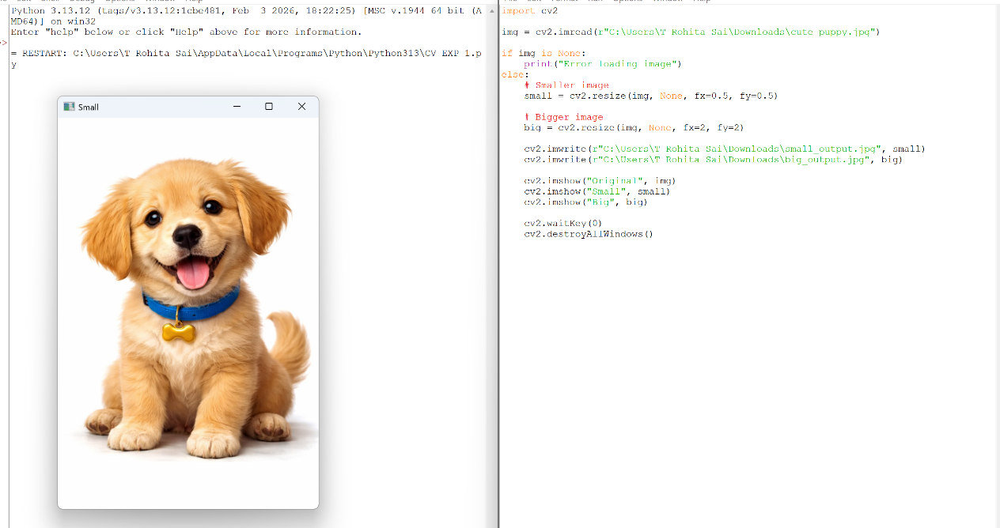 Python 3.13.12 (tags/v3.13.12:1cbe481, Feb  3 2026, 18:22:25) [MSC v.1944 64 bit (A
MD64)] on win32
Enter "help" below or click "Help" above for more information.
= RESTART: C:\Users\T Rohita Sai\AppData\Local\Programs\Python\Python313\CV EXP 1.p
y
Small
import cv2
img = cv2.imread(r"C:\Users\T Rohita Sai\Downloads\cute puppy.jpg")
if img is None:
    print("Error loading image")
else:
    # Smaller image
    small = cv2.resize(img, None, fx=0.5, fy=0.5)
    # Bigger image
    big = cv2.resize(img, None, fx=2, fy=2)
    cv2.imwrite(r"C:\Users\T Rohita Sai\Downloads\small_output.jpg", small)
    cv2.imwrite(r"C:\Users\T Rohita Sai\Downloads\big_output.jpg", big)
    cv2.imshow("Original", img)
    cv2.imshow("Small", small)
    cv2.imshow("Big", big)
    cv2.waitKey(0)
    cv2.destroyAllWindows()